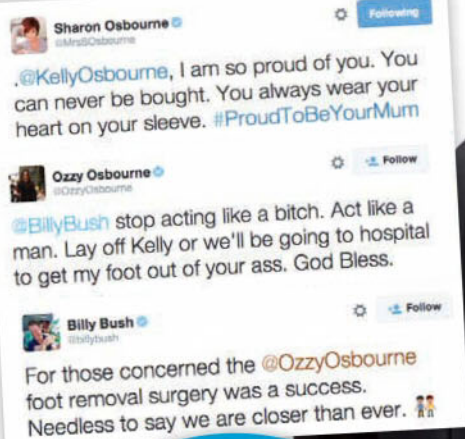 Sharon Osbourne
@MrsSOsbourne
Following
.@KellyOsbourne, I am so proud of you. You
can never be bought. You always wear your
heart on your sleeve. #ProudToBeYourMum
Ozzy Osbourne
@OzzyOsbourne
Follow
@BillyBush stop acting like a bitch. Act like a
man. Lay off Kelly or we'll be going to hospital
to get my foot out of your ass. God Bless.
Billy Bush
@billybush
Follow
For those concerned the @OzzyOsbourne
foot removal surgery was a success.
Needless to say we are closer than ever.